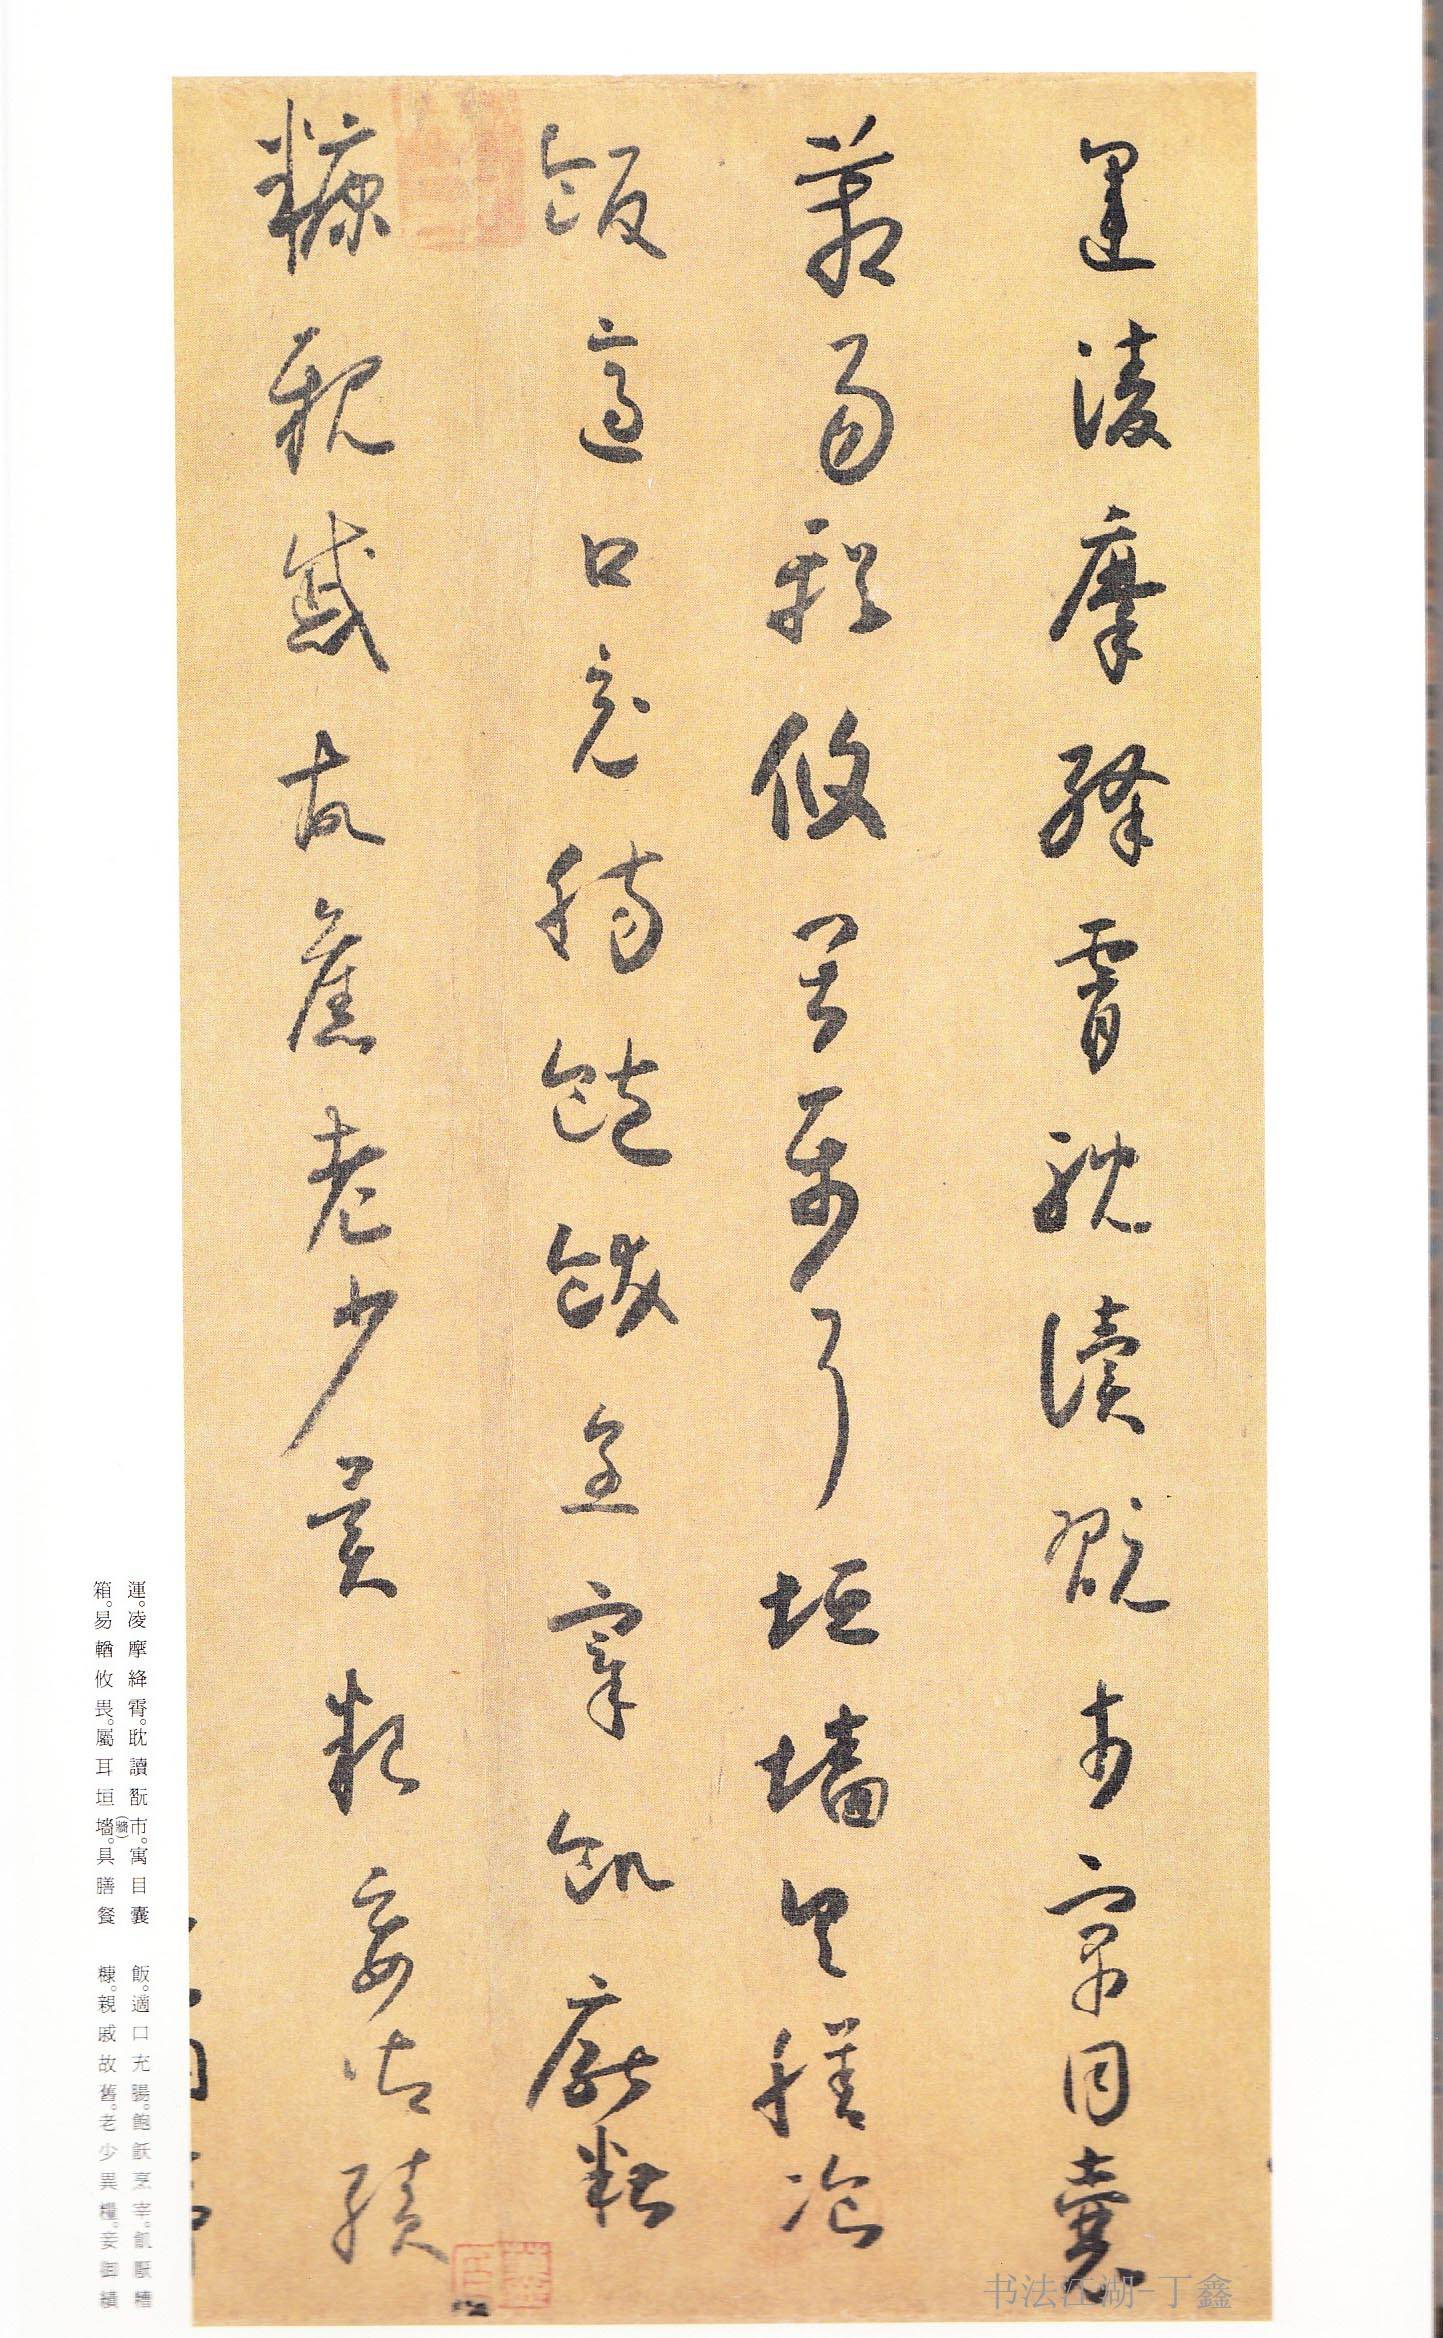 運凌摩絳霄耽讀翫市寓目囊
箱易輶攸畏屬耳垣墻具膳飡
飯適口充腸飽飫烹宰飢厭糟
糠親戚故舊老少異粮妾御績
運。凌摩絳霄。耽讀翫市。寓目囊
箱。易輶攸畏。屬耳垣墻(牆)。具膳餐
飯。適口充腸。飽飫烹宰。飢厭糟
糠。親戚故舊。老少異糧。妾御績
书法江湖-丁鑫